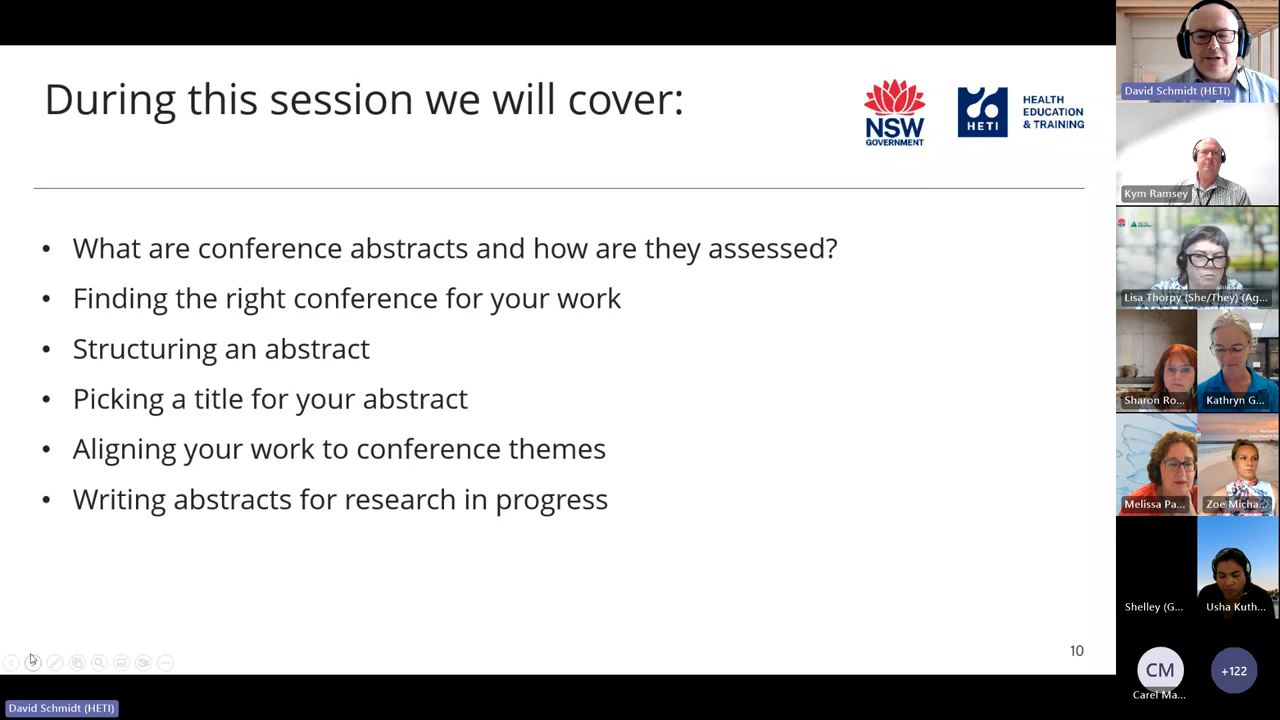 During this session we will cover:
NSW
GOVERNMENT
HETI
HEALTH
EDUCATION
& TRAINING
• What are conference abstracts and how are they assessed?
• Finding the right conference for your work
• Structuring an abstract
• Picking a title for your abstract
• Aligning your work to conference themes
• Writing abstracts for research in progress
10
David Schmidt (HETI)
David Schmidt (HETI)
Kym Ramsey
Lisa Thorpy (She/They) (Ag...
Sharon Ro...
Kathryn G...
Melissa Pa...
Zoe Micha...
Shelley (G...
Usha Kuth...
CM
Carel Ma...
+122